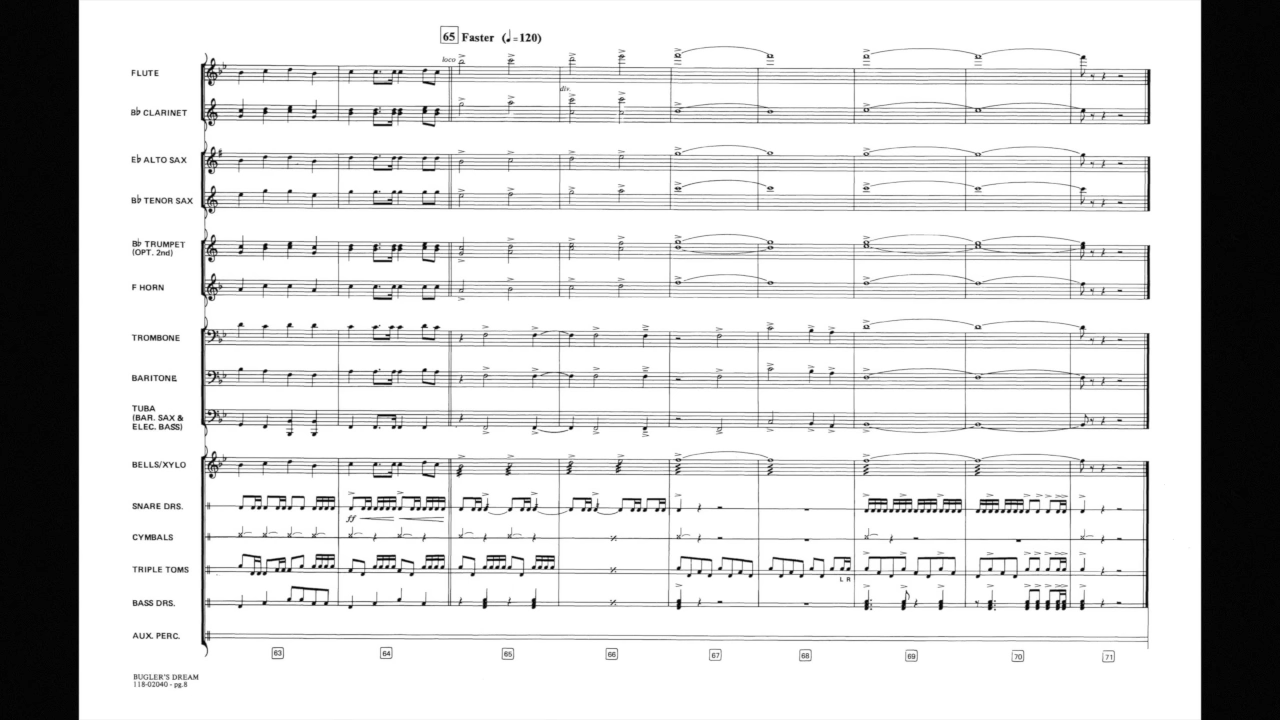 65 Faster (♩=120)
loco
FLUTE
div.
B♭ CLARINET
E♭ ALTO SAX
B♭ TENOR SAX
B♭ TRUMPET
(OPT. 2nd)
F HORN
TROMBONE
BARITONE
TUBA
(BAR. SAX &
ELEC. BASS)
BELLS/XYLO
SNARE DRS.
ff
CYMBALS
TRIPLE TOMS
L R
BASS DRS.
AUX. PERC.
63 64 65 66 67 68 69 70 71
BUGLER'S DREAM
118-02040 - pg.8